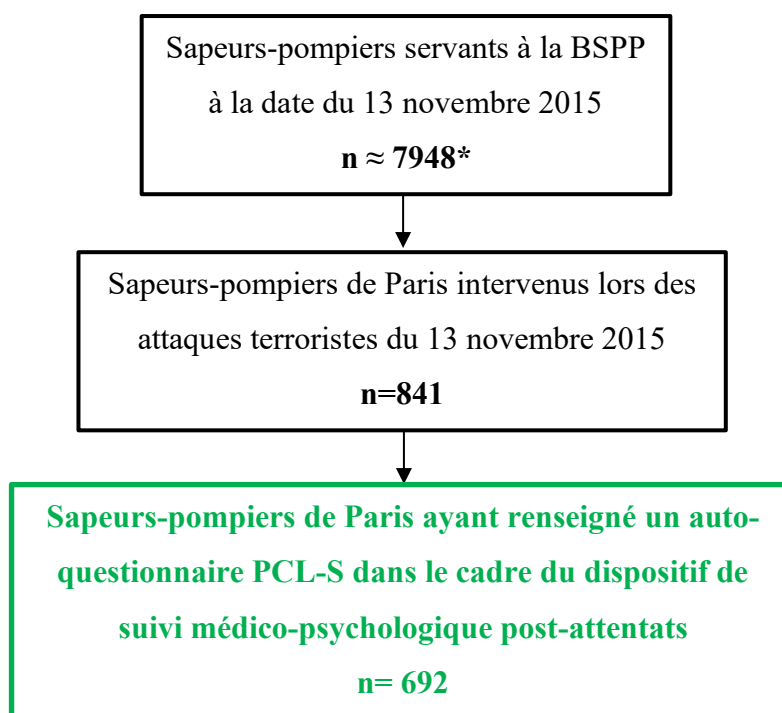 Sapeurs-pompiers servants à la BSPP
à la date du 13 novembre 2015
n ≈ 7948*
Sapeurs-pompiers de Paris intervenus lors des
attaques terroristes du 13 novembre 2015
n=841
Sapeurs-pompiers de Paris ayant renseigné un auto-
questionnaire PCL-S dans le cadre du dispositif de
suivi médico-psychologique post-attentats
n= 692